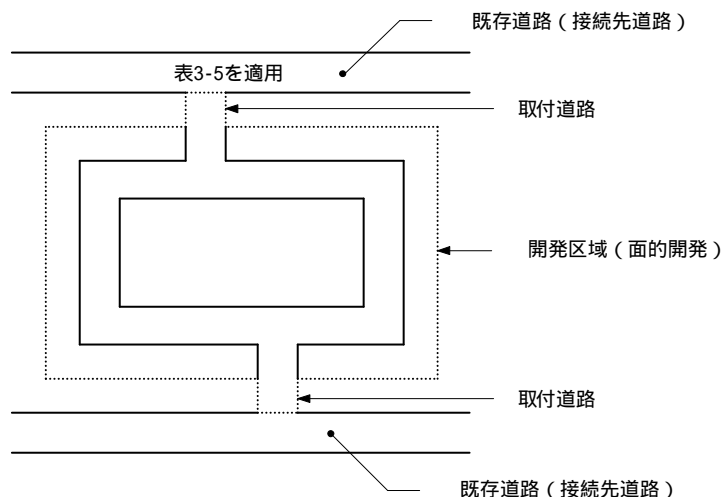 既存道路（接続先道路）
表3-5を適用
取付道路
開発区域（面的開発）
取付道路
既存道路（接続先道路）